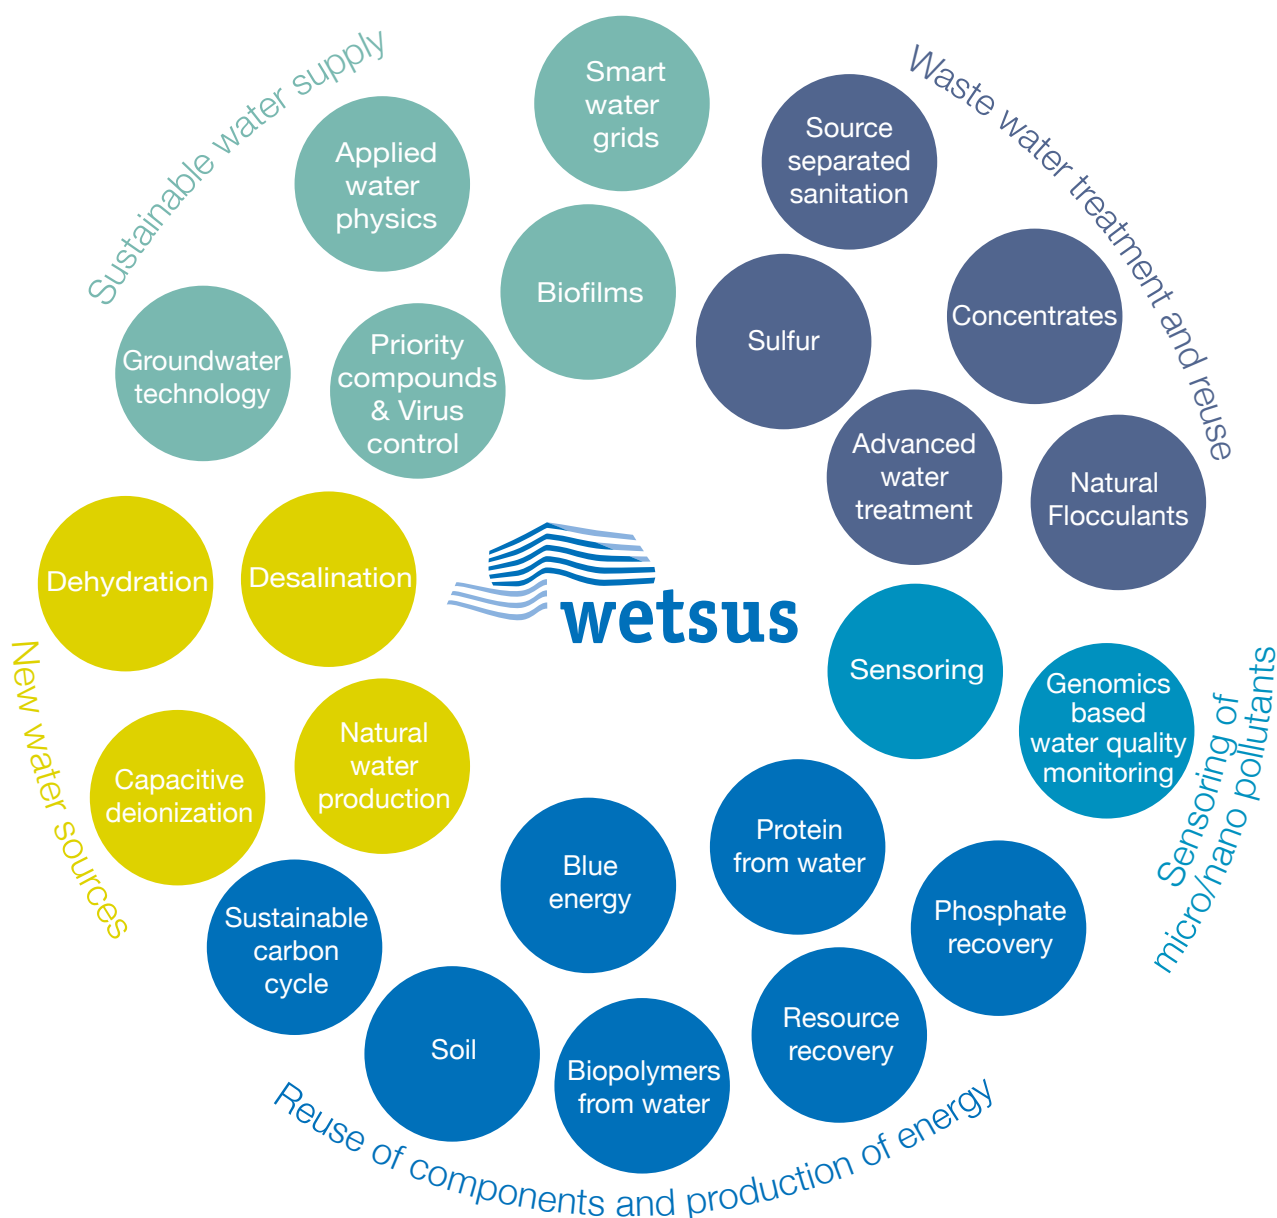 Sustainable water supply
Smart
water
grids
Applied
water
physics
Biofilms
Groundwater
technology
Priority
compounds
& Virus
control
Waste water treatment and reuse
Source
separated
sanitation
Sulfur
Concentrates
Advanced
water
treatment
Natural
Flocculants
wetsus
New water sources
Dehydration
Desalination
Capacitive
deionization
Natural
water
production
Sensoring of
micro/nano pollutants
Sensoring
Genomics
based
water quality
monitoring
Reuse of components and production of energy
Sustainable
carbon
cycle
Soil
Blue
energy
Biopolymers
from water
Protein
from water
Resource
recovery
Phosphate
recovery